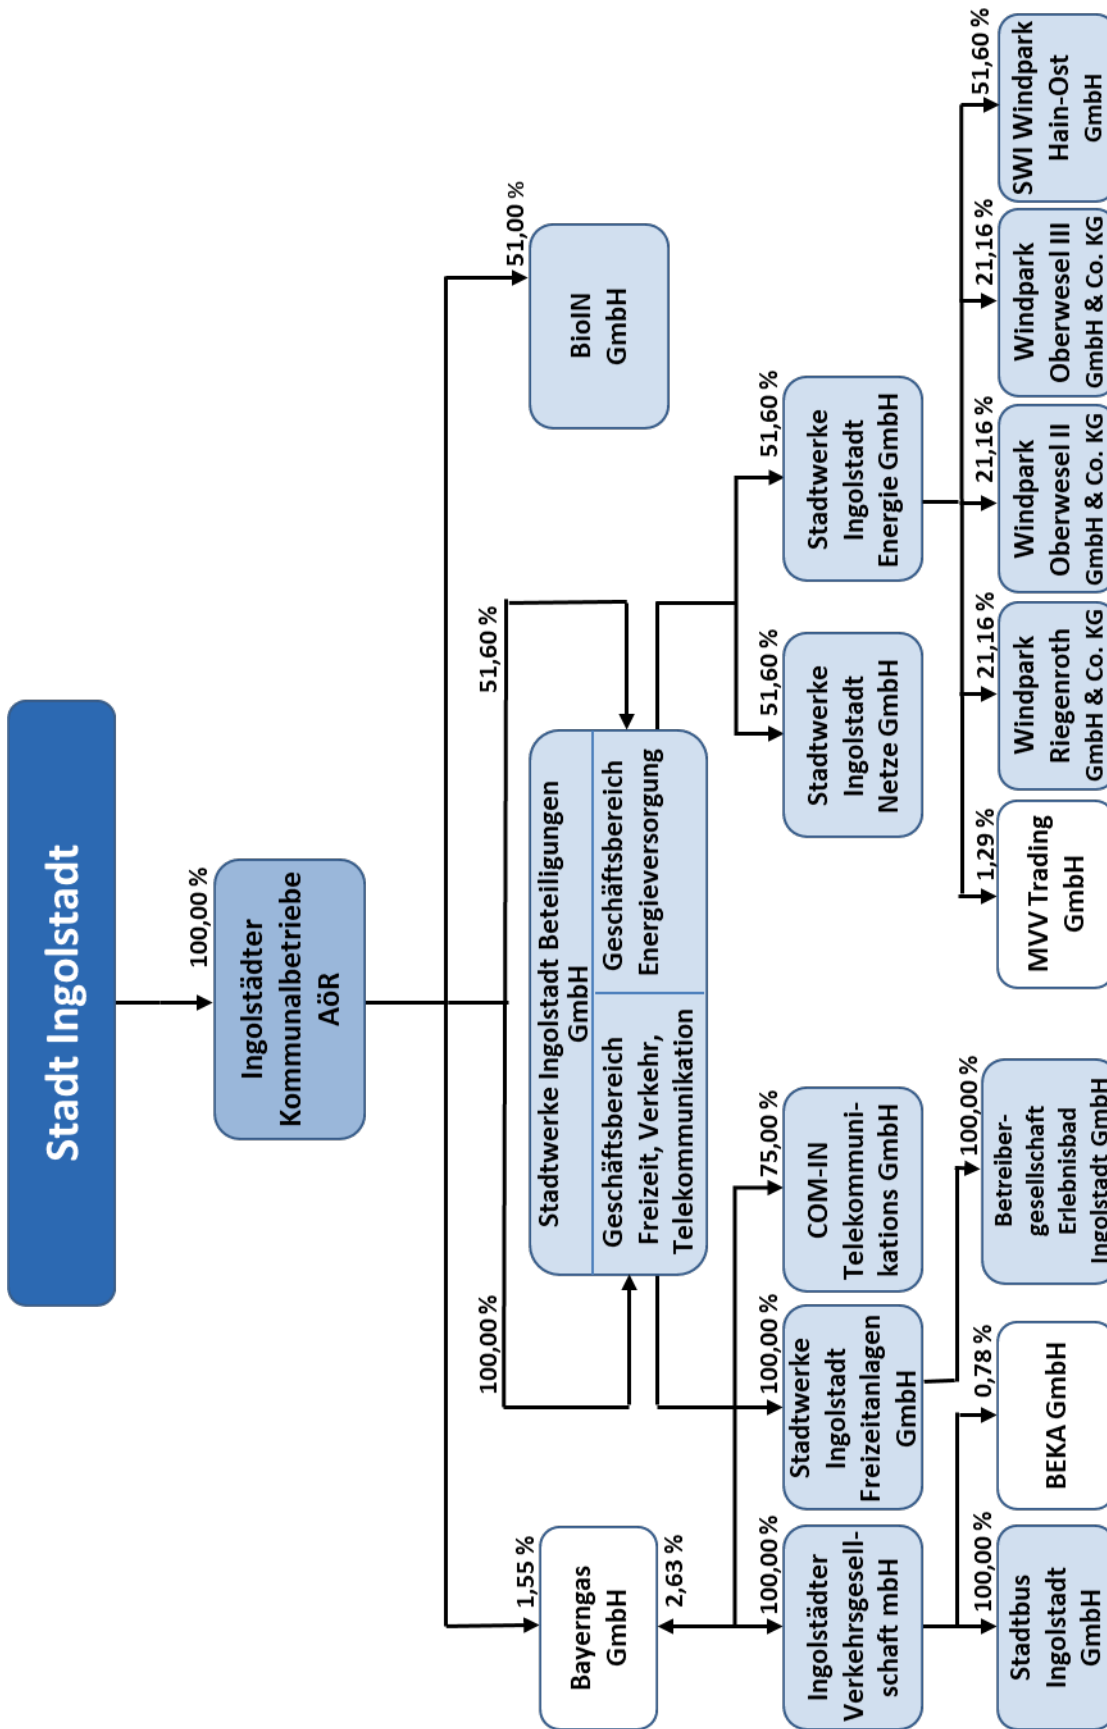 Stadt Ingolstadt
100,00 %
Ingolstädter
Kommunalbetriebe
AöR
1,55 %
Bayerngas
GmbH
2,63 %
100,00 %
51,60 %
Stadtwerke Ingolstadt Beteiligungen
GmbH
Geschäftsbereich
Freizeit, Verkehr,
Telekommunikation
Geschäftsbereich
Energieversorgung
51,00 %
BioIN
GmbH
100,00 %
Ingolstädter
Verkehrsgesell-
schaft mbH
100,00 %
Stadtwerke
Ingolstadt
Freizeitanlagen
GmbH
75,00 %
COM-IN
Telekommuni-
kations GmbH
51,60 %
Stadtwerke
Ingolstadt
Netze GmbH
51,60 %
Stadtwerke
Ingolstadt
Energie GmbH
100,00 %
Stadtbus
Ingolstadt
GmbH
0,78 %
BEKA GmbH
100,00 %
Betreiber-
gesellschaft
Erlebnisbad
Ingolstadt GmbH
1,29 %
MVV Trading
GmbH
21,16 %
Windpark
Riegenroth
GmbH & Co. KG
21,16 %
Windpark
Oberwesel II
GmbH & Co. KG
21,16 %
Windpark
Oberwesel III
GmbH & Co. KG
51,60 %
SWI Windpark
Hain-Ost
GmbH